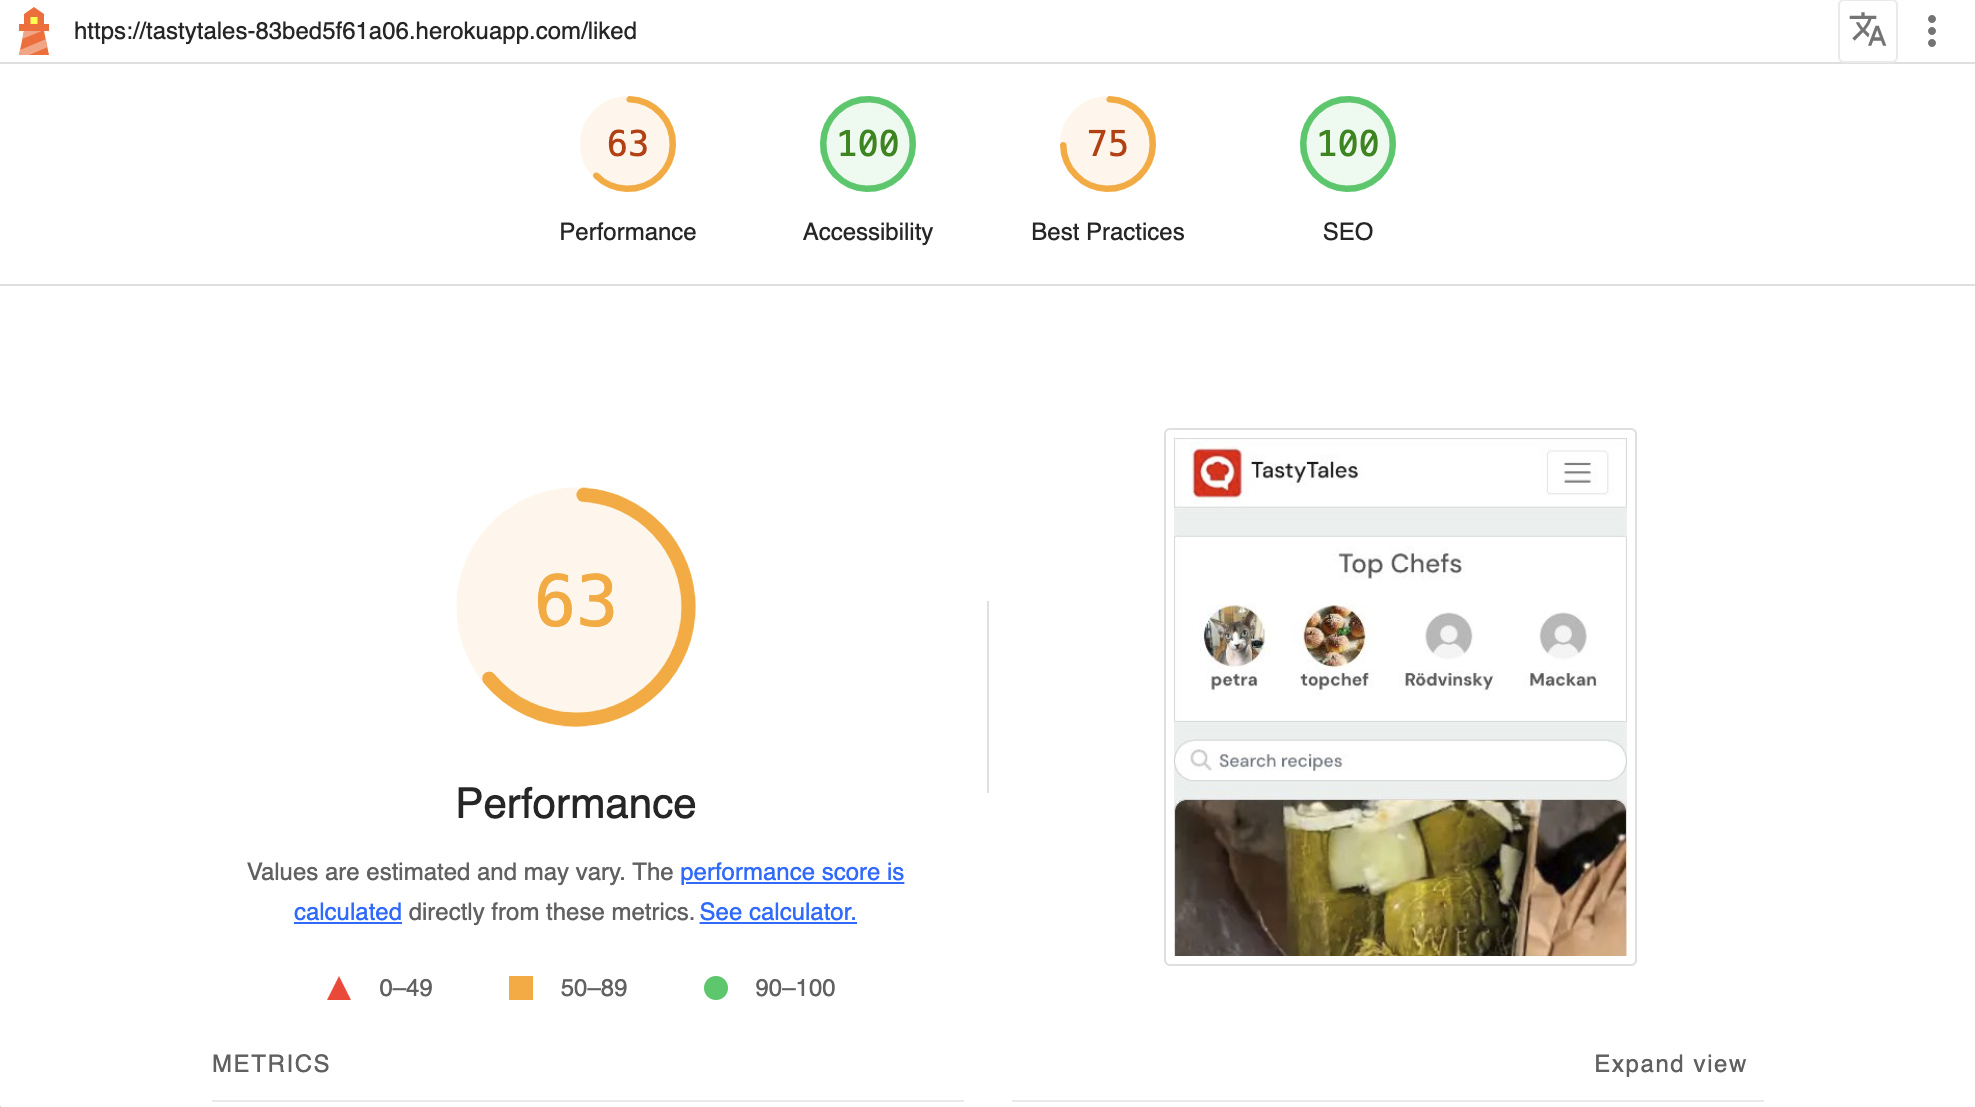 https://tastytales-83bed5f61a06.herokuapp.com/liked
63
100
75
100
Performance
Accessibility
Best Practices
SEO
63
Performance
Values are estimated and may vary. The performance score is
calculated directly from these metrics. See calculator.
0–49
50–89
90–100
TastyTales
Top Chefs
petra
topchef
Rödvinsky
Mackan
Search recipes
METRICS
Expand view